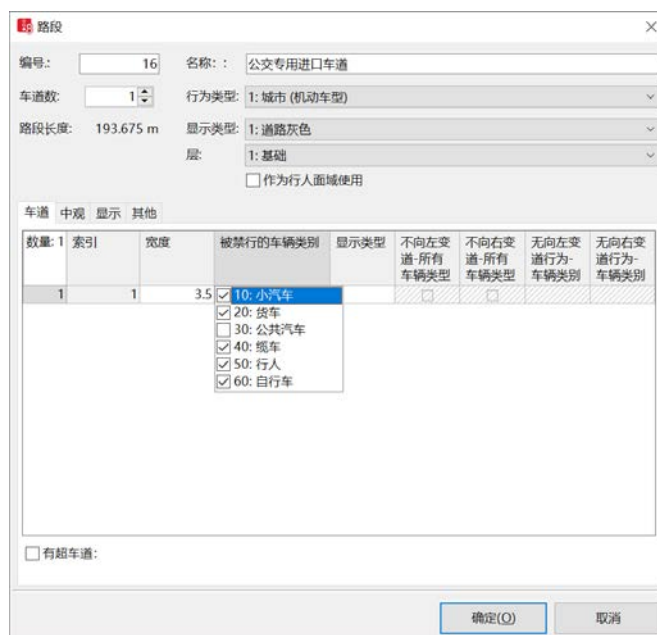 路段
编号.: 16 名称: : 公交专用进口车道
车道数: 1 行为类型: 1: 城市 (机动车型)
路段长度: 193.675 m 显示类型: 1: 道路灰色
层: 1: 基础
作为行人面域使用
车道 中观 显示 其他
数量: 1 索引 宽度 被禁行的车辆类别 显示类型 不向左变道-所有车辆类型 不向右变道-所有车辆类型 无向左变道行为-车辆类别 无向右变道行为-车辆类别
1 1 3.5 10: 小汽车
20: 货车
30: 公共汽车
40: 缆车
50: 行人
60: 自行车
有超车道:
确定(O) 取消